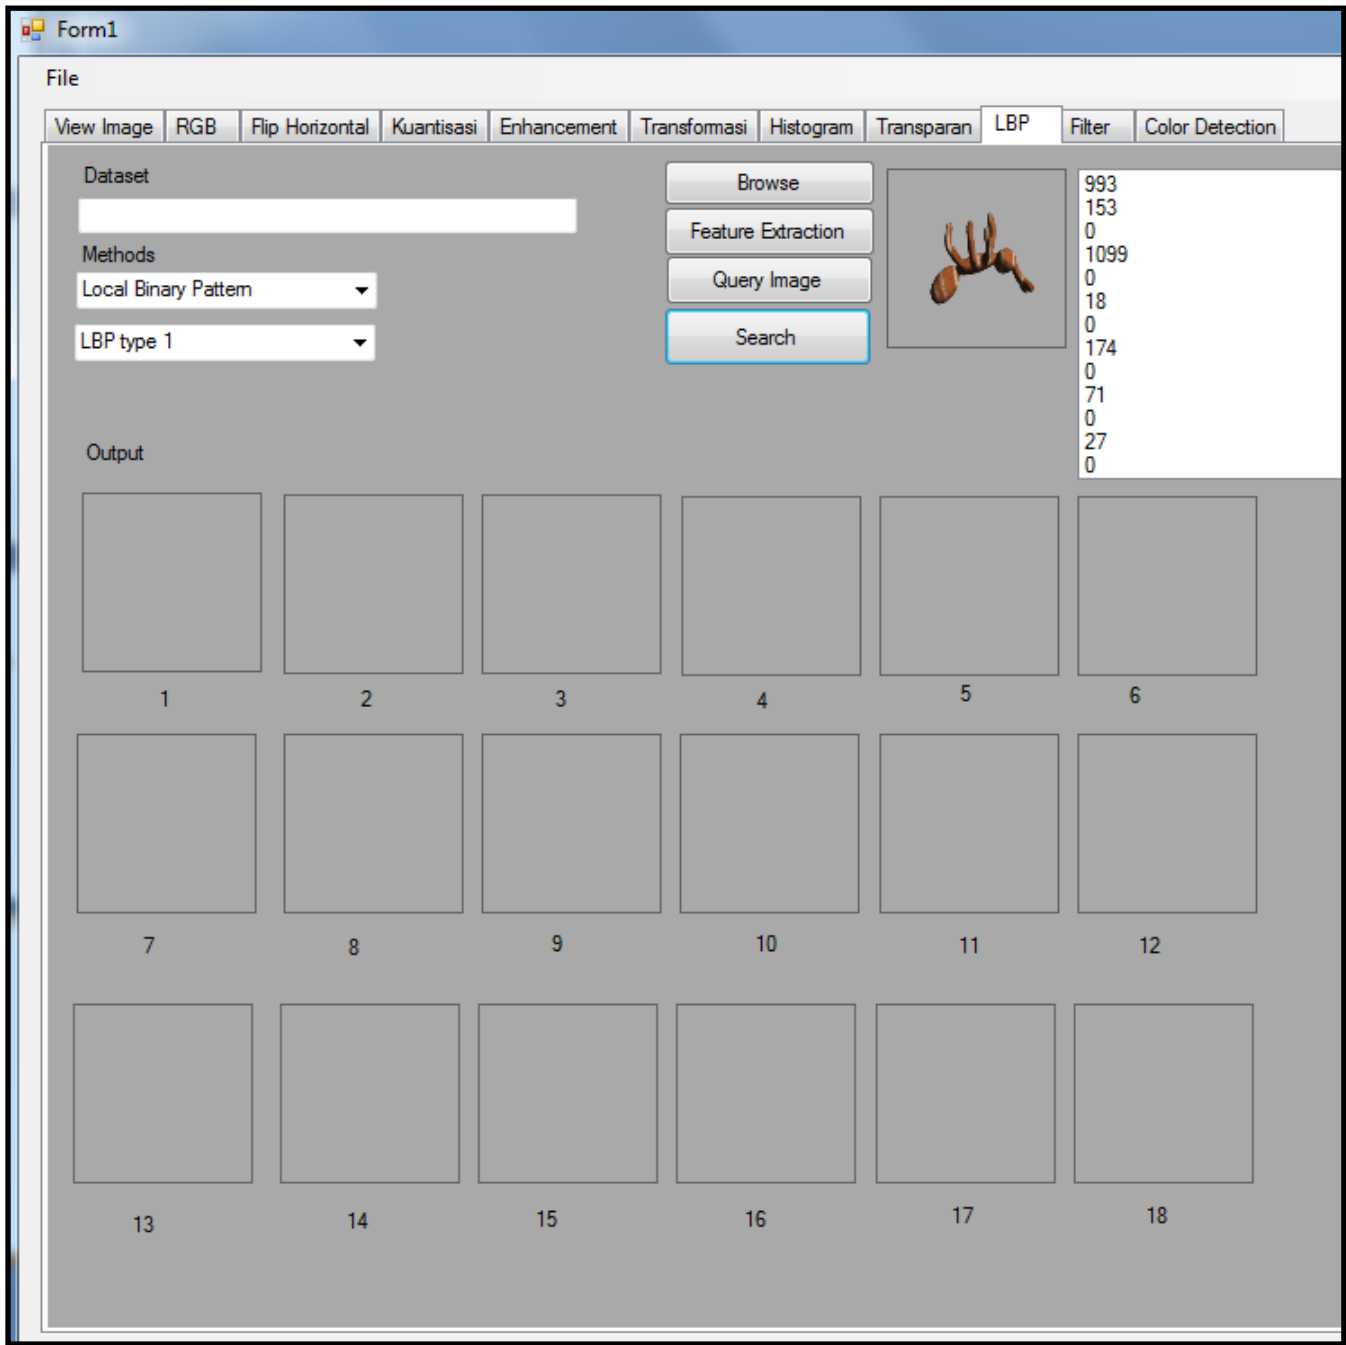 Form1
File
View Image RGB Flip Horizontal Kuantisasi Enhancement Transformasi Histogram Transparan LBP Filter Color Detection
Dataset
Methods
Local Binary Pattern
LBP type 1
Browse
Feature Extraction
Query Image
Search
993
153
0
1099
0
18
0
174
0
71
0
27
0
Output
1 2 3 4 5 6
7 8 9 10 11 12
13 14 15 16 17 18